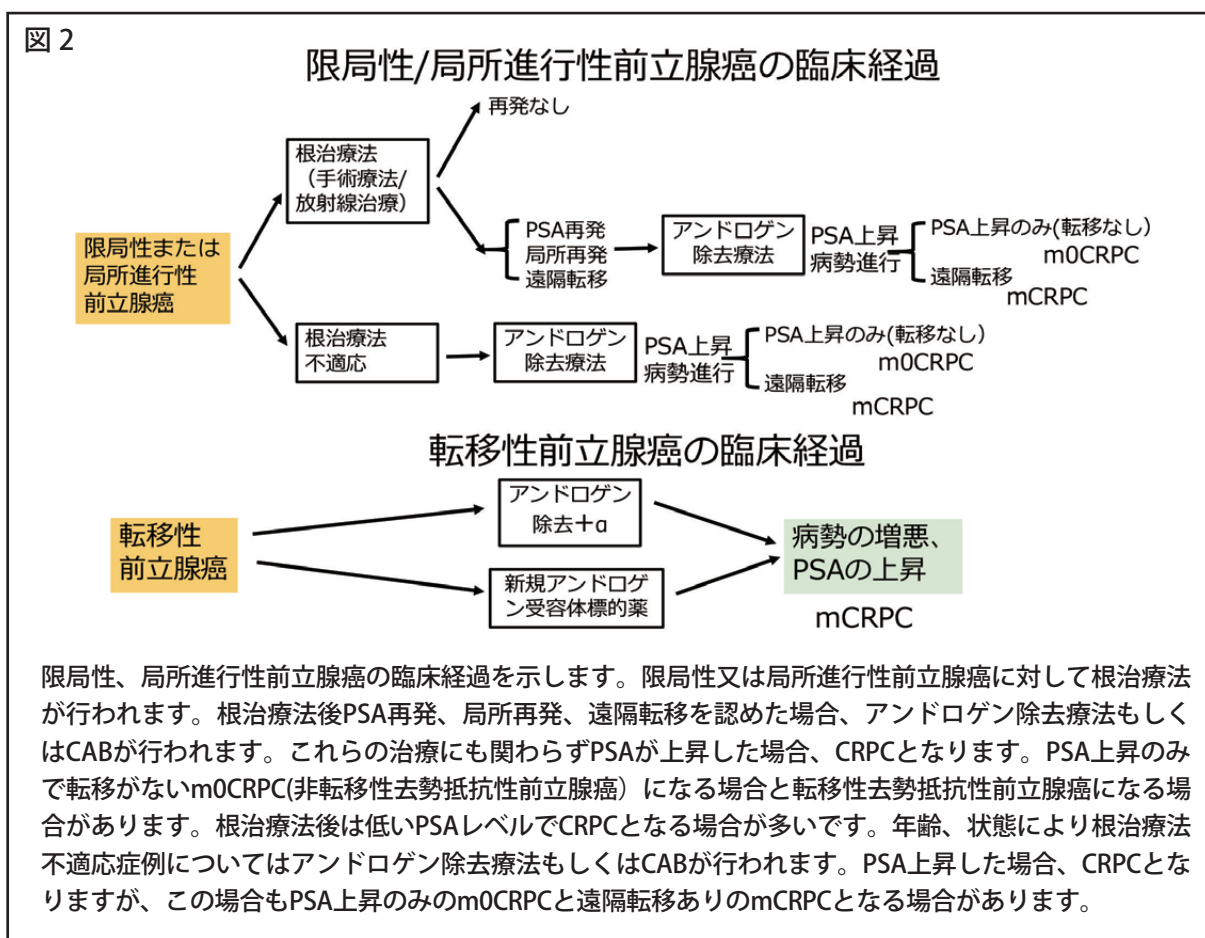 図 2
限局性/局所進行性前立腺癌の臨床経過
再発なし
根治療法
（手術療法/
放射線治療）
限局性または
局所進行性
前立腺癌
PSA再発
局所再発
遠隔転移
アンドロゲン
除去療法
PSA上昇
病勢進行
PSA上昇のみ(転移なし)
m0CRPC
遠隔転移
mCRPC
根治療法
不適応
アンドロゲン
除去療法
PSA上昇
病勢進行
PSA上昇のみ(転移なし)
m0CRPC
遠隔転移
mCRPC
転移性前立腺癌の臨床経過
転移性
前立腺癌
アンドロゲン
除去＋α
新規アンドロゲ
ン受容体標的薬
病勢の増悪、
PSAの上昇
mCRPC
限局性、局所進行性前立腺癌の臨床経過を示します。限局性又は局所進行性前立腺癌に対して根治療法
が行われます。根治療法後PSA再発、局所再発、遠隔転移を認めた場合、アンドロゲン除去療法もしく
はCABが行われます。これらの治療にも関わらずPSAが上昇した場合、CRPCとなります。PSA上昇のみ
で転移がないm0CRPC(非転移性去勢抵抗性前立腺癌）になる場合と転移性去勢抵抗性前立腺癌になる場
合があります。根治療法後は低いPSAレベルでCRPCとなる場合が多いです。年齢、状態により根治療法
不適応症例についてはアンドロゲン除去療法もしくはCABが行われます。PSA上昇した場合、CRPCとな
りますが、この場合もPSA上昇のみのm0CRPCと遠隔転移ありのmCRPCとなる場合があります。